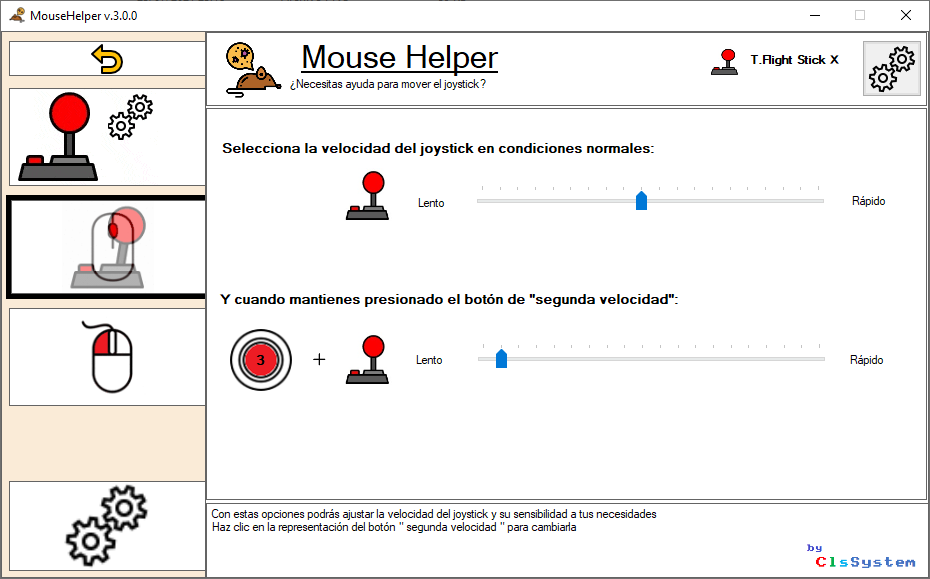 MouseHelper v.3.0.0
Mouse Helper
¿Necesitas ayuda para mover el joystick?
T.Flight Stick X
Selecciona la velocidad del joystick en condiciones normales:
Lento
Rápido
Y cuando mantienes presionado el botón de "segunda velocidad":
3
+
Lento
Rápido
Con estas opciones podrás ajustar la velocidad del joystick y su sensibilidad a tus necesidades
Haz clic en la representación del botón " segunda velocidad " para cambiarla
by
ClsSystem